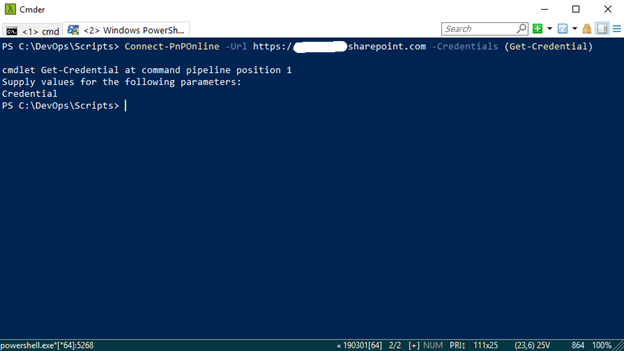 Cmder
<1> cmd
<2> Windows PowerSh...
Search
PS C:\DevOps\Scripts> Connect-PnPOnline -Url https:/ sharepoint.com -Credentials (Get-Credential)
cmdlet Get-Credential at command pipeline position 1
Supply values for the following parameters:
Credential
PS C:\DevOps\Scripts>
powershell.exe*[*64]:5268
« 190301[64] 2/2 [+] NUM PRI↕ 111x25 (23,6) 25V 864 100%